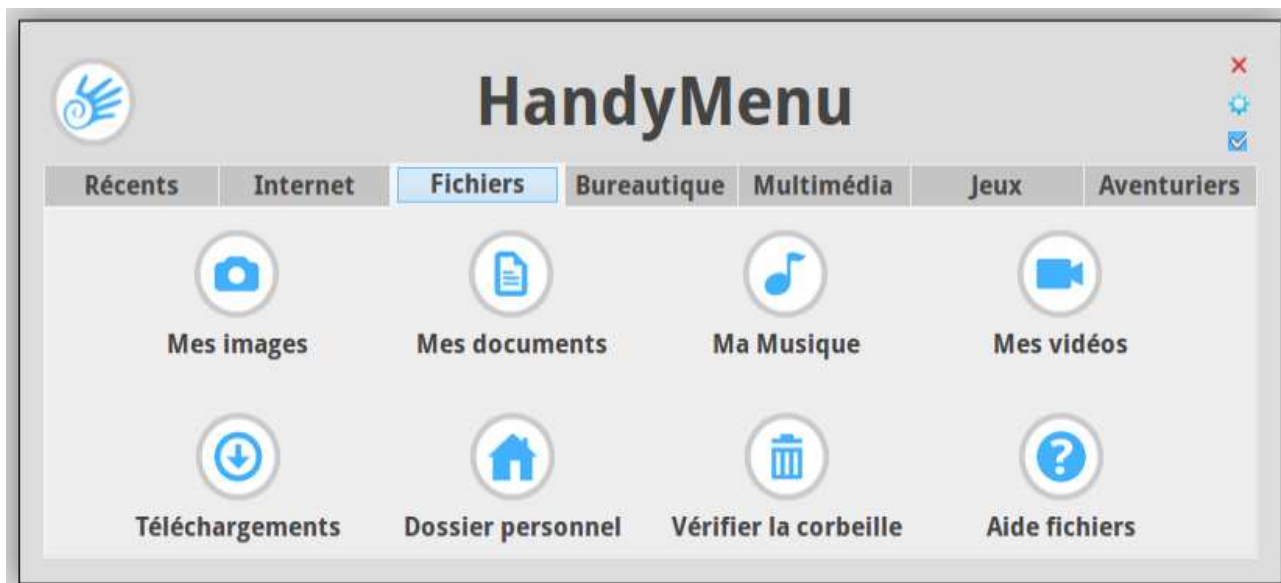 HandyMenu
Récents Internet Fichiers Bureautique Multimédia Jeux Aventuriers
Mes images Mes documents Ma Musique Mes vidéos
Téléchargements Dossier personnel Vérifier la corbeille Aide fichiers